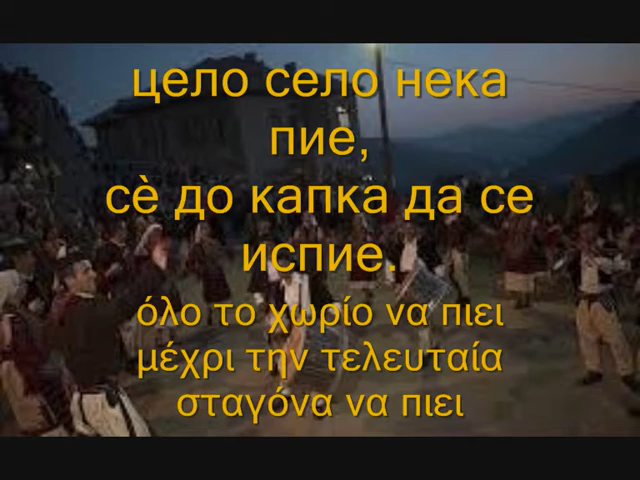 цело село нека
пие,
сѐ до капка да се
испие.
όλο το χωρίο να πιει
μέχρι την τελευταία
σταγόνα να πιει